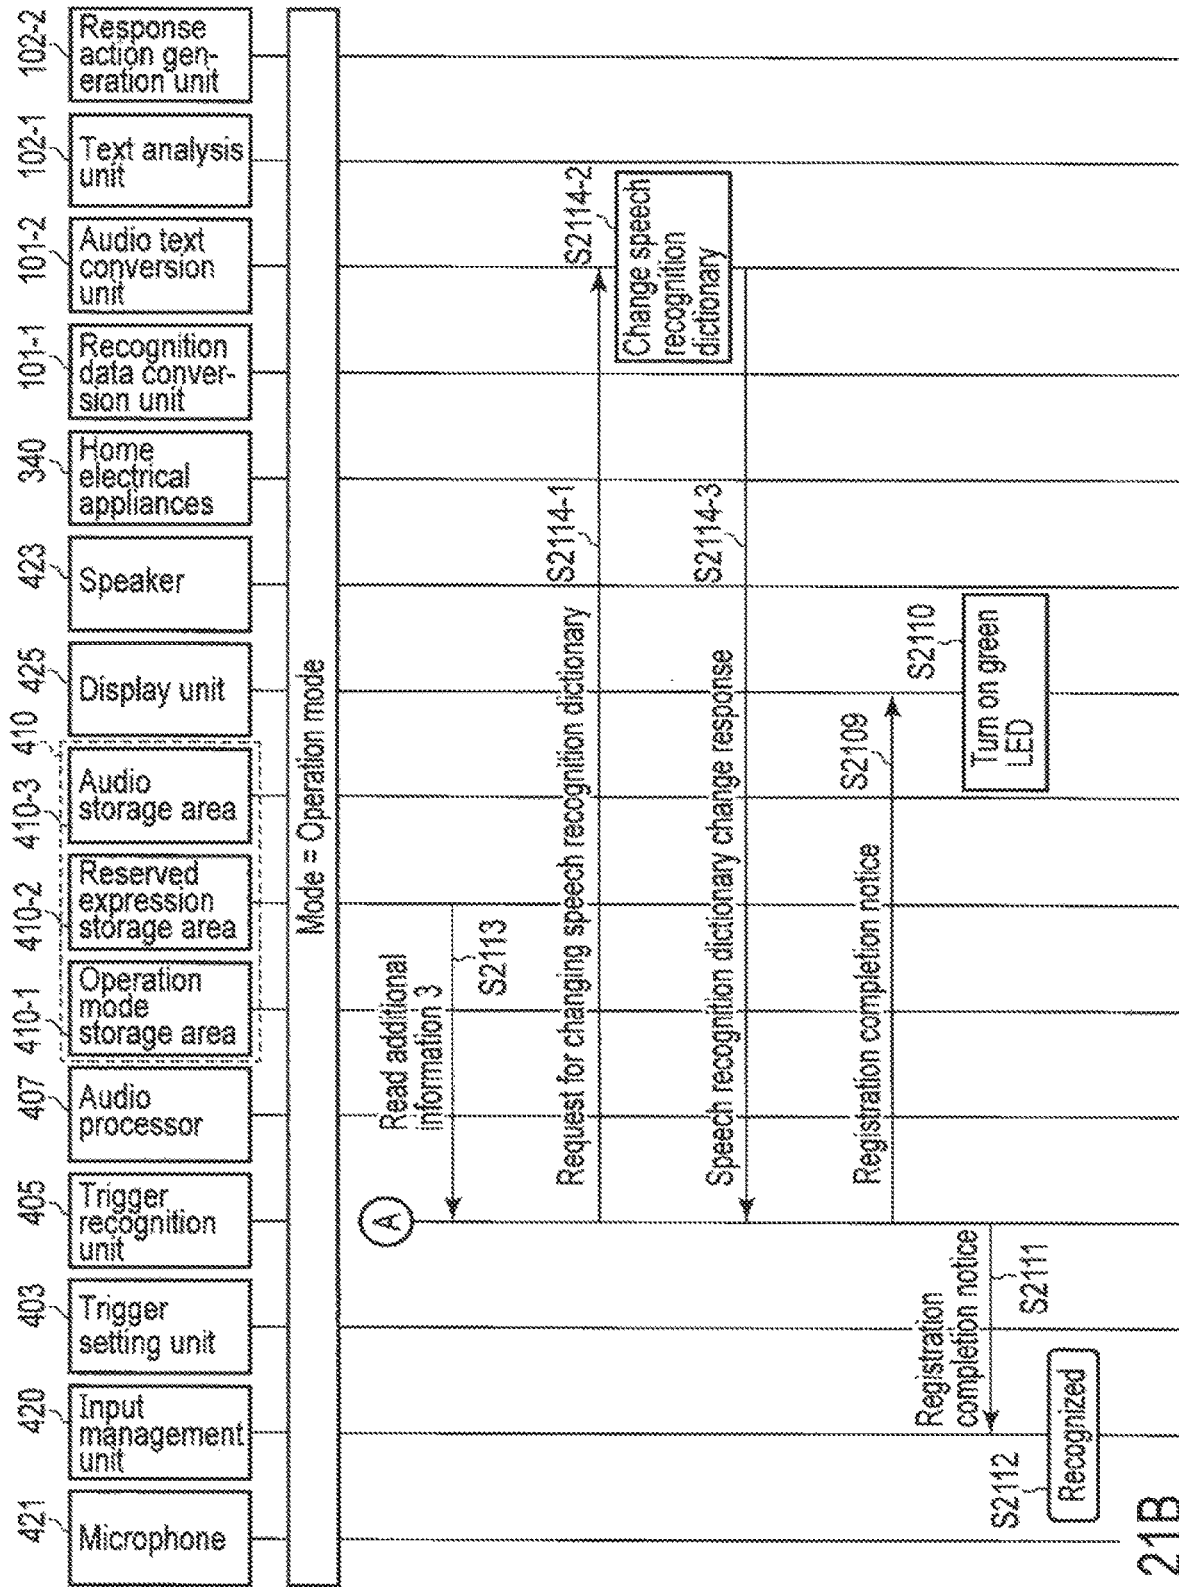 421
Microphone
420
Input
management
unit
403
Trigger
setting unit
405
Trigger
recognition
unit
407
Audio
processor
410-1
Operation
mode
storage area
410-2
Reserved
expression
storage area
410-3
Audio
storage area
410
425
Display unit
423
Speaker
340
Home
electrical
appliances
101-1
Recognition
data conver-
sion unit
101-2
Audio text
conversion
unit
102-1
Text analysis
unit
102-2
Response
action gen-
eration unit
Mode = Operation mode
A
Read additional
information 3
S2113
Request for changing speech recognition dictionary
S2114-1
S2114-2
Change speech
recognition
dictionary
Speech recognition dictionary change response
S2114-3
Registration completion notice
S2109
S2110
Turn on green
LED
Registration
completion notice
S2111
S2112
Recognized
21B